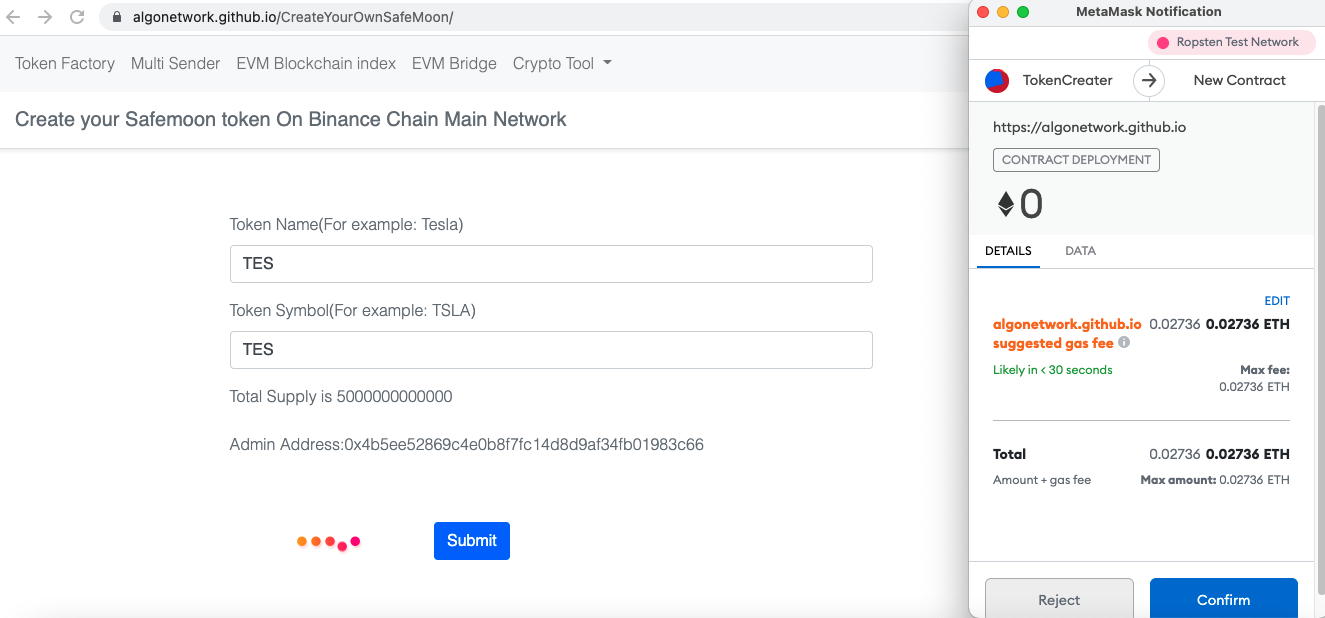 algonetwork.github.io/CreateYourOwnSafeMoon/
Token Factory Multi Sender EVM Blockchain index EVM Bridge Crypto Tool
Create your Safemoon token On Binance Chain Main Network
Token Name(For example: Tesla)
TES
Token Symbol(For example: TSLA)
TES
Total Supply is 5000000000000
Admin Address:0x4b5ee52869c4e0b8f7fc14d8d9af34fb01983c66
Submit
MetaMask Notification
Ropsten Test Network
TokenCreater New Contract
https://algonetwork.github.io
CONTRACT DEPLOYMENT
0
DETAILS DATA
EDIT
algonetwork.github.io 0.02736 0.02736 ETH
suggested gas fee
Likely in < 30 seconds Max fee:
0.02736 ETH
Total 0.02736 0.02736 ETH
Amount + gas fee Max amount: 0.02736 ETH
Reject Confirm